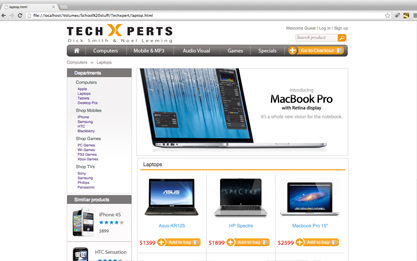 laptop.html
file://localhost/Volumes/School%20stuff/Techxpert/laptop.html
TECH XPERTS
Dick Smith & Noel Leeming
Welcome Guest | Log in / Sign up
Search product
Computers
Mobile & MP3
Audio Visual
Games
Specials
Go to Checkout
Computers > Laptops
Departments
Computers
Apple
Laptops
Tablets
Desktop Pcs
Shop Mobiles
iPhone
Samsung
HTC
Blackberry
Shop Games
PC Games
Wii Games
PS3 Games
Xbox Games
Shop TVs
Sony
Samsung
Philips
Panasonic
Similar products
iPhone 4S
$899
HTC Sensation
Introducing
MacBook Pro
with Retina display
It's a whole new vision for the notebook.
Laptops
Asus KR195
HP Spectre
Macbook Pro 15"
$1399
Add to bag
$1899
Add to bag
$2599
Add to bag